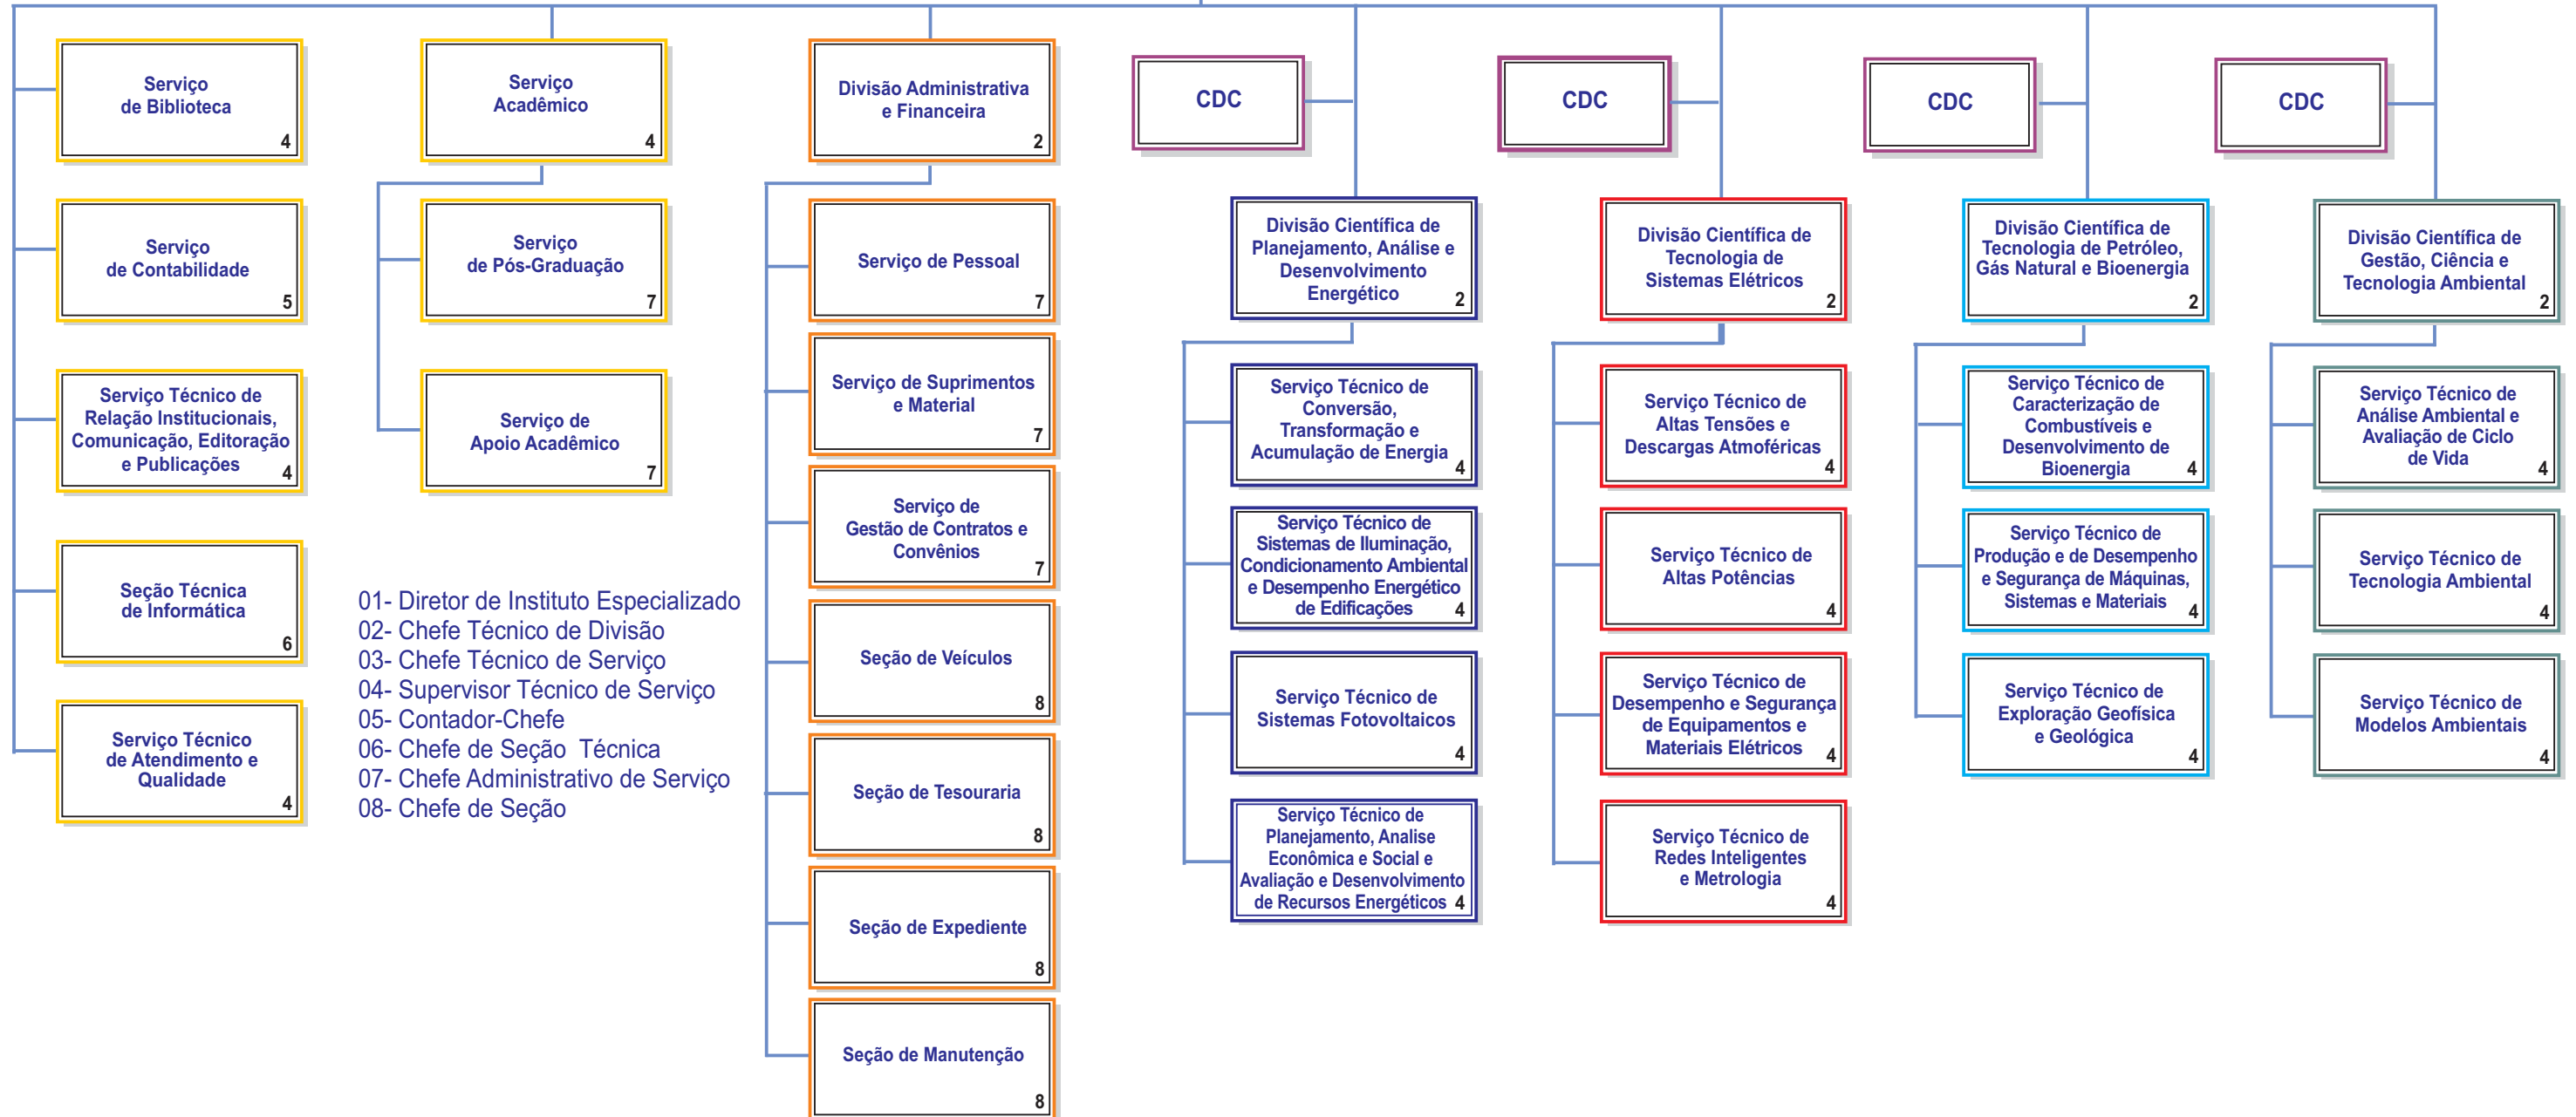 Serviço
de Biblioteca
4
Serviço
de Contabilidade
5
Serviço Técnico de
Relação Institucionais,
Comunicação, Editoração
e Publicações
4
Seção Técnica
de Informática
6
Serviço Técnico
de Atendimento e
Qualidade
4
Serviço
Acadêmico
4
Serviço
de Pós-Graduação
7
Serviço de
Apoio Acadêmico
7
01- Diretor de Instituto Especializado
02- Chefe Técnico de Divisão
03- Chefe Técnico de Serviço
04- Supervisor Técnico de Serviço
05- Contador-Chefe
06- Chefe de Seção Técnica
07- Chefe Administrativo de Serviço
08- Chefe de Seção
Divisão Administrativa
e Financeira
2
Serviço de Pessoal
7
Serviço de Suprimentos
e Material
7
Serviço de
Gestão de Contratos e
Convênios
7
Seção de Veículos
8
Seção de Tesouraria
8
Seção de Expediente
8
Seção de Manutenção
8
CDC
Divisão Científica de
Planejamento, Análise e
Desenvolvimento
Energético
2
Serviço Técnico de
Conversão,
Transformação e
Acumulação de Energia
4
Serviço Técnico de
Sistemas de Iluminação,
Condicionamento Ambiental
e Desempenho Energético
de Edificações
4
Serviço Técnico de
Sistemas Fotovoltaicos
4
Serviço Técnico de
Planejamento, Analise
Econômica e Social e
Avaliação e Desenvolvimento
de Recursos Energéticos
4
CDC
Divisão Científica de
Tecnologia de
Sistemas Elétricos
2
Serviço Técnico de
Altas Tensões e
Descargas Atmoféricas
4
Serviço Técnico de
Altas Potências
4
Serviço Técnico de
Desempenho e Segurança
de Equipamentos e
Materiais Elétricos
4
Serviço Técnico de
Redes Inteligentes
e Metrologia
4
CDC
Divisão Científica de
Tecnologia de Petróleo,
Gás Natural e Bioenergia
2
Serviço Técnico de
Caracterização de
Combustíveis e
Desenvolvimento de
Bioenergia
4
Serviço Técnico de
Produção e de Desempenho
e Segurança de Máquinas,
Sistemas e Materiais
4
Serviço Técnico de
Exploração Geofísica
e Geológica
4
CDC
Divisão Científica de
Gestão, Ciência e
Tecnologia Ambiental
2
Serviço Técnico de
Análise Ambiental e
Avaliação de Ciclo
de Vida
4
Serviço Técnico de
Tecnologia Ambiental
4
Serviço Técnico de
Modelos Ambientais
4